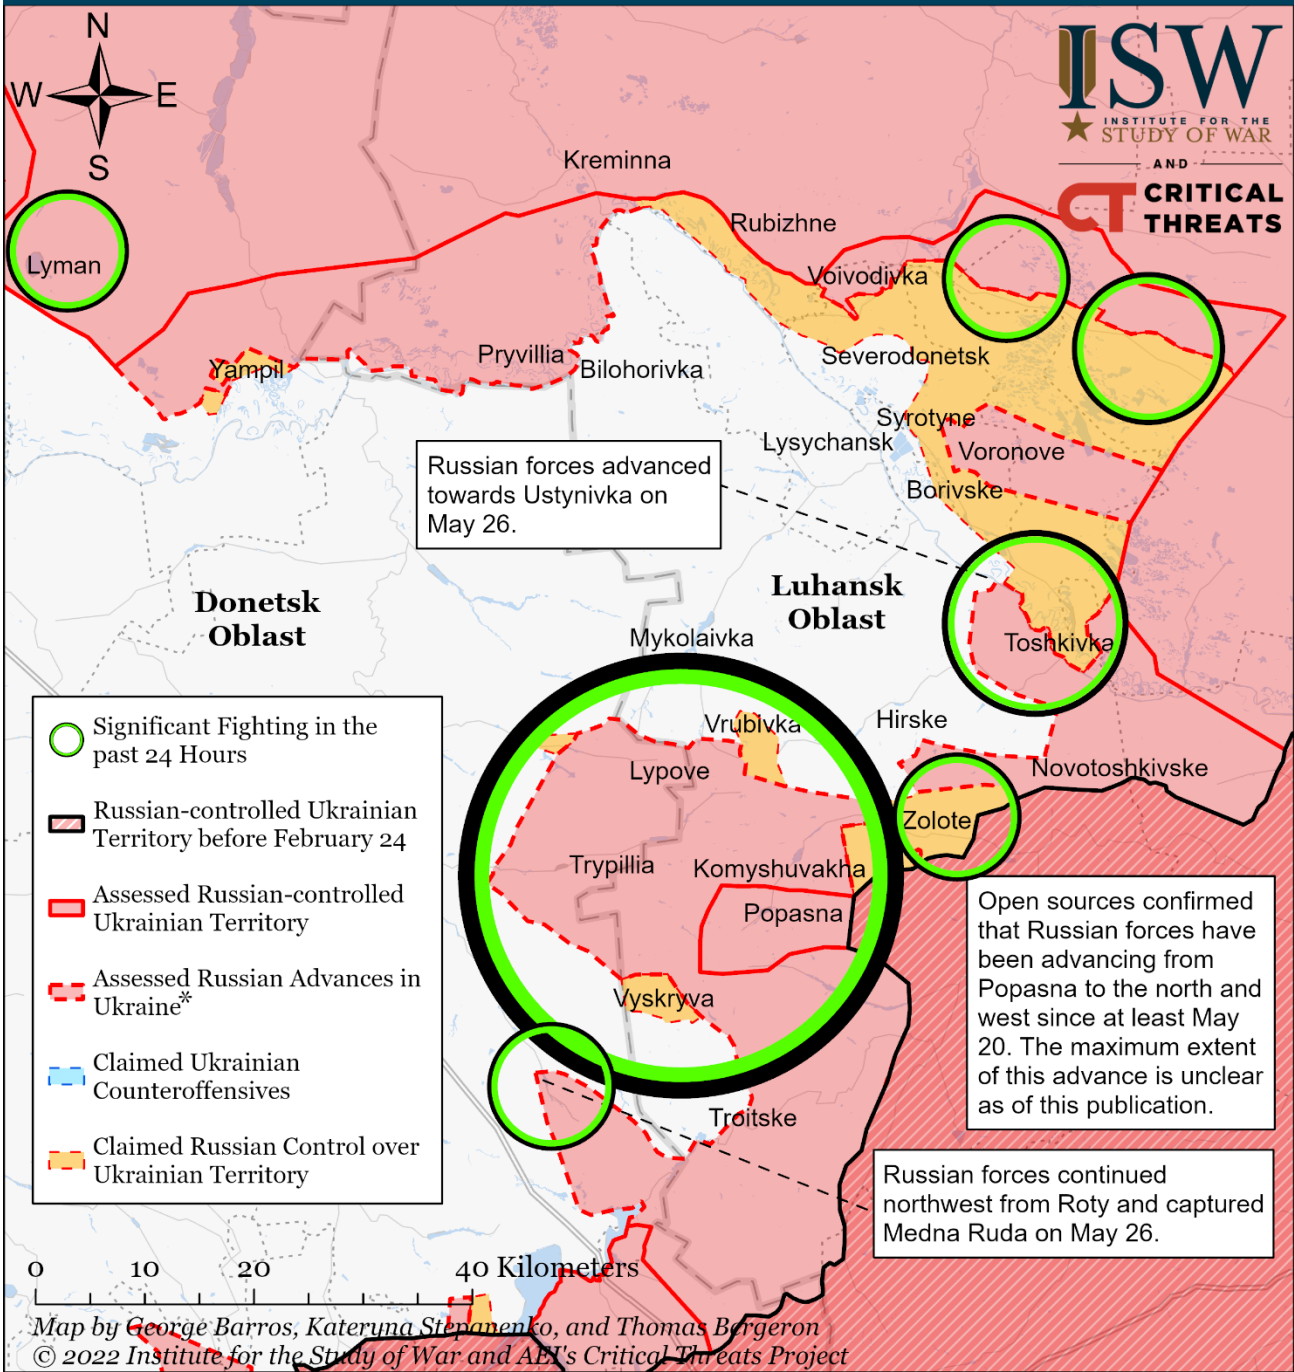 N
W
E
S
ISW
INSTITUTE FOR THE
STUDY OF WAR
AND
CT CRITICAL
THREATS
Kreminna
Rubizhne
Lyman
Voivodivka
Pryvillia
Severodonetsk
Yampil
Bilohorivka
Syrotyne
Lysychansk
Voronove
Borivske
Russian forces advanced
towards Ustynivka on
May 26.
Donetsk
Oblast
Luhansk
Oblast
Mykolaivka
Toshkivka
Vrubivka
Hirske
Lypove
Novotoshkivske
Zolote
Trypillia
Komyshuvakha
Popasna
Vyskryva
Troitske
Significant Fighting in the
past 24 Hours
Russian-controlled Ukrainian
Territory before February 24
Assessed Russian-controlled
Ukrainian Territory
Assessed Russian Advances in
Ukraine*
Claimed Ukrainian
Counteroffensives
Claimed Russian Control over
Ukrainian Territory
Open sources confirmed
that Russian forces have
been advancing from
Popasna to the north and
west since at least May
20. The maximum extent
of this advance is unclear
as of this publication.
Russian forces continued
northwest from Roty and captured
Medna Ruda on May 26.
0 10 20 40 Kilometers
Map by George Barros, Kateryna Stepanenko, and Thomas Bergeron
© 2022 Institute for the Study of War and AEI's Critical Threats Project